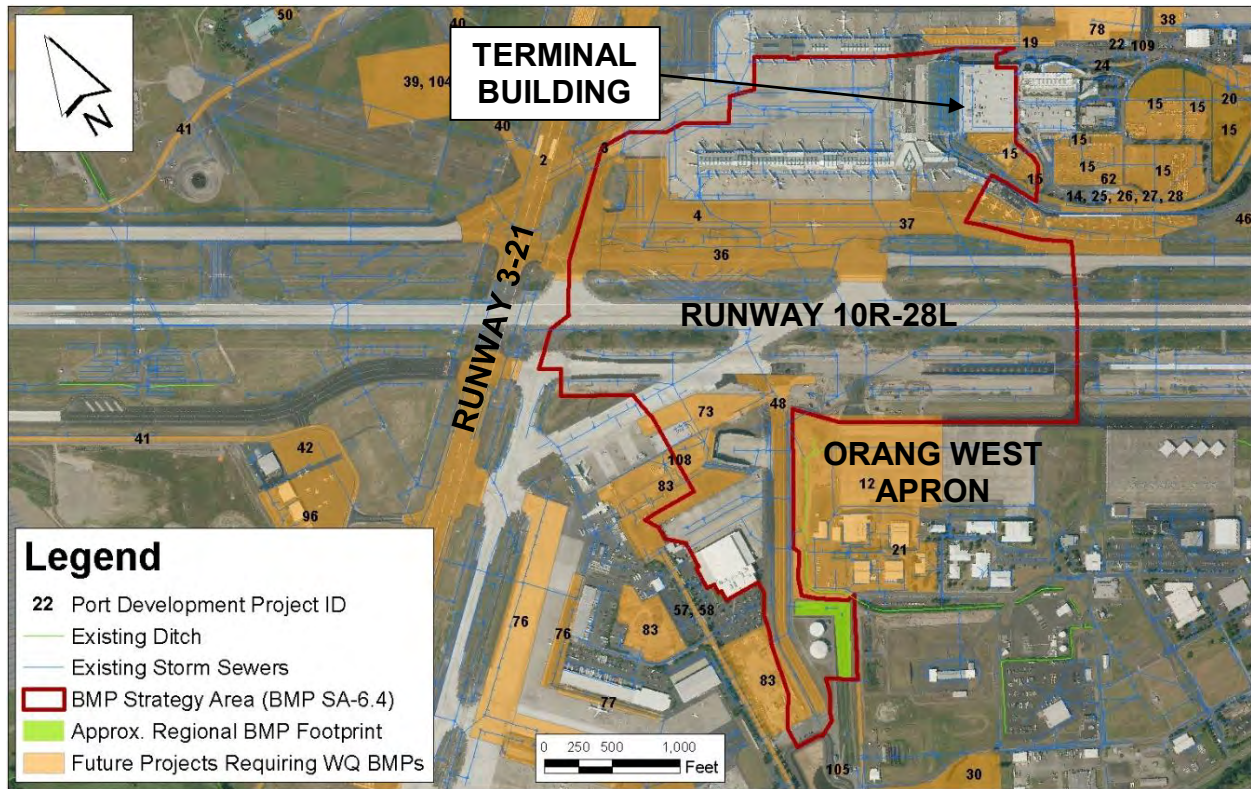 50
40
38
78
19
22
109
24
TERMINAL
BUILDING
39, 104
40
41
2
3
15
15
20
15
15
15
15
15
15
62
14, 25, 26, 27, 28
46
4
37
36
RUNWAY 3-21
RUNWAY 10R-28L
N
48
73
108
83
41
42
96
ORANG WEST
APRON
12
21
76
76
83
57, 58
83
77
105
30
Legend
22 Port Development Project ID
Existing Ditch
Existing Storm Sewers
BMP Strategy Area (BMP SA-6.4)
Approx. Regional BMP Footprint
Future Projects Requiring WQ BMPs
0 250 500 1,000
Feet